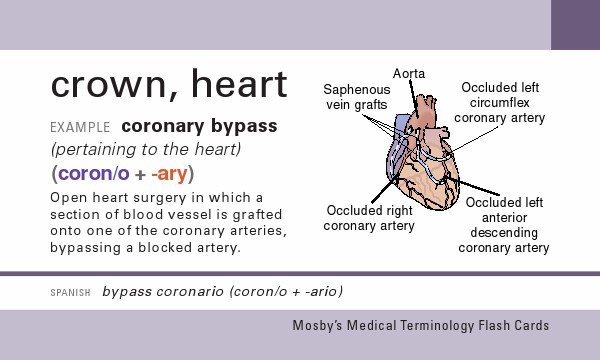 crown, heart
EXAMPLE coronary bypass
(pertaining to the heart)
(coron/o + -ary)
Open heart surgery in which a
section of blood vessel is grafted
onto one of the coronary arteries,
bypassing a blocked artery.
Aorta
Saphenous
vein grafts
Occluded left
circumflex
coronary artery
Occluded right
coronary artery
Occluded left
anterior
descending
coronary artery
SPANISH bypass coronario (coron/o + -ario)
Mosby's Medical Terminology Flash Cards